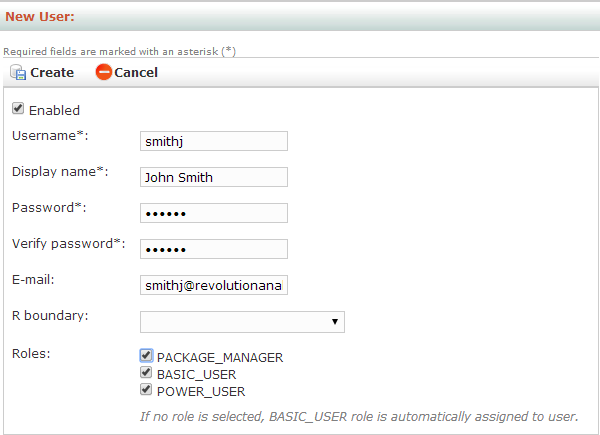 New User:
Required fields are marked with an asterisk (*)
Create Cancel
Enabled
Username*: smithj
Display name*: John Smith
Password*: ••••••
Verify password*: ••••••
E-mail: smithj@revolutionanal
R boundary:
Roles: PACKAGE_MANAGER
BASIC_USER
POWER_USER
If no role is selected, BASIC_USER role is automatically assigned to user.